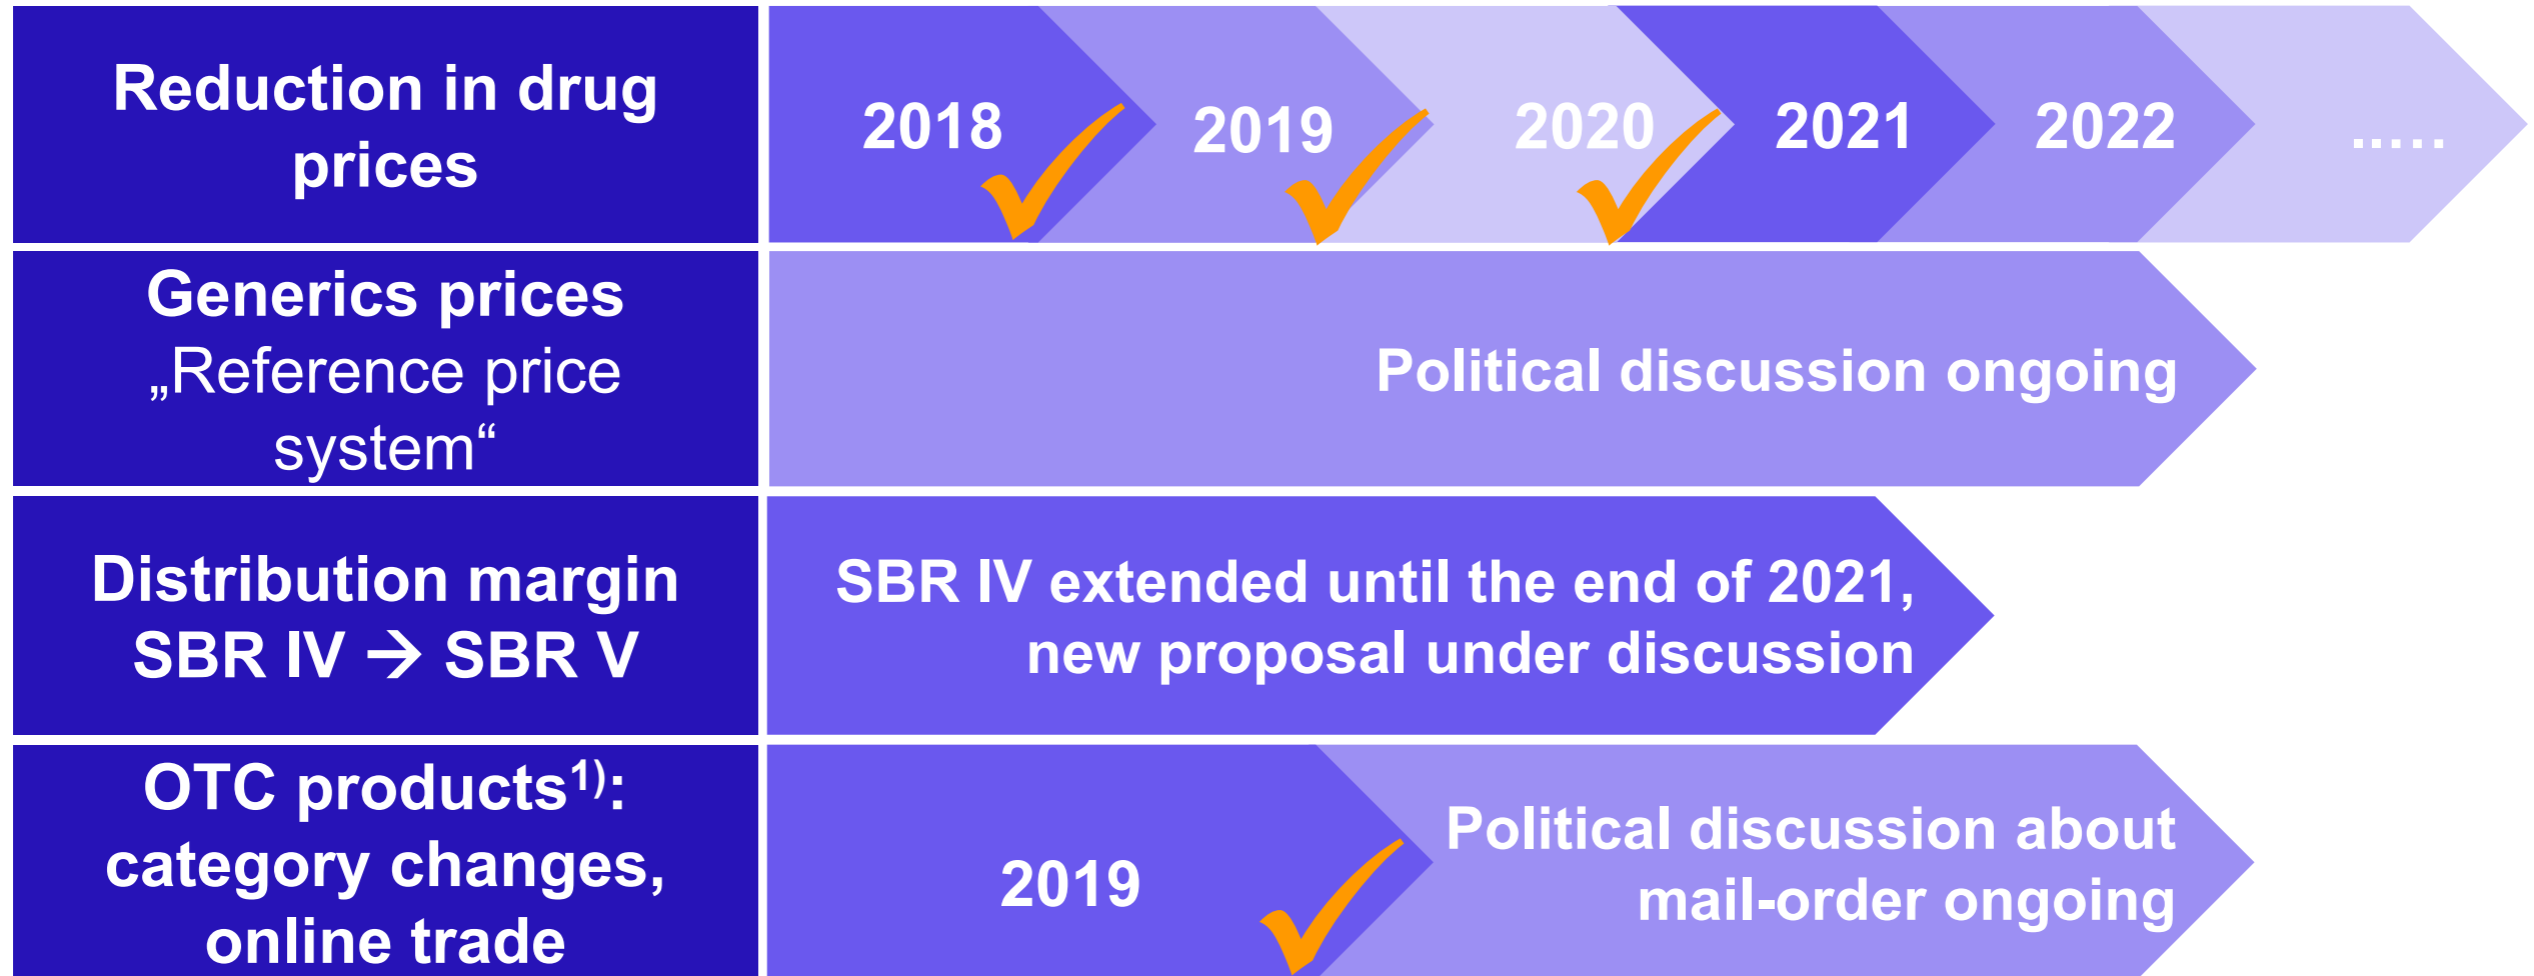 Reduction in drug
prices
2018
2019
2020
2021
2022
.....
Generics prices
„Reference price
system“
Political discussion ongoing
Distribution margin
SBR IV → SBR V
SBR IV extended until the end of 2021,
new proposal under discussion
OTC products¹⁾:
category changes,
online trade
2019
Political discussion about
mail-order ongoing